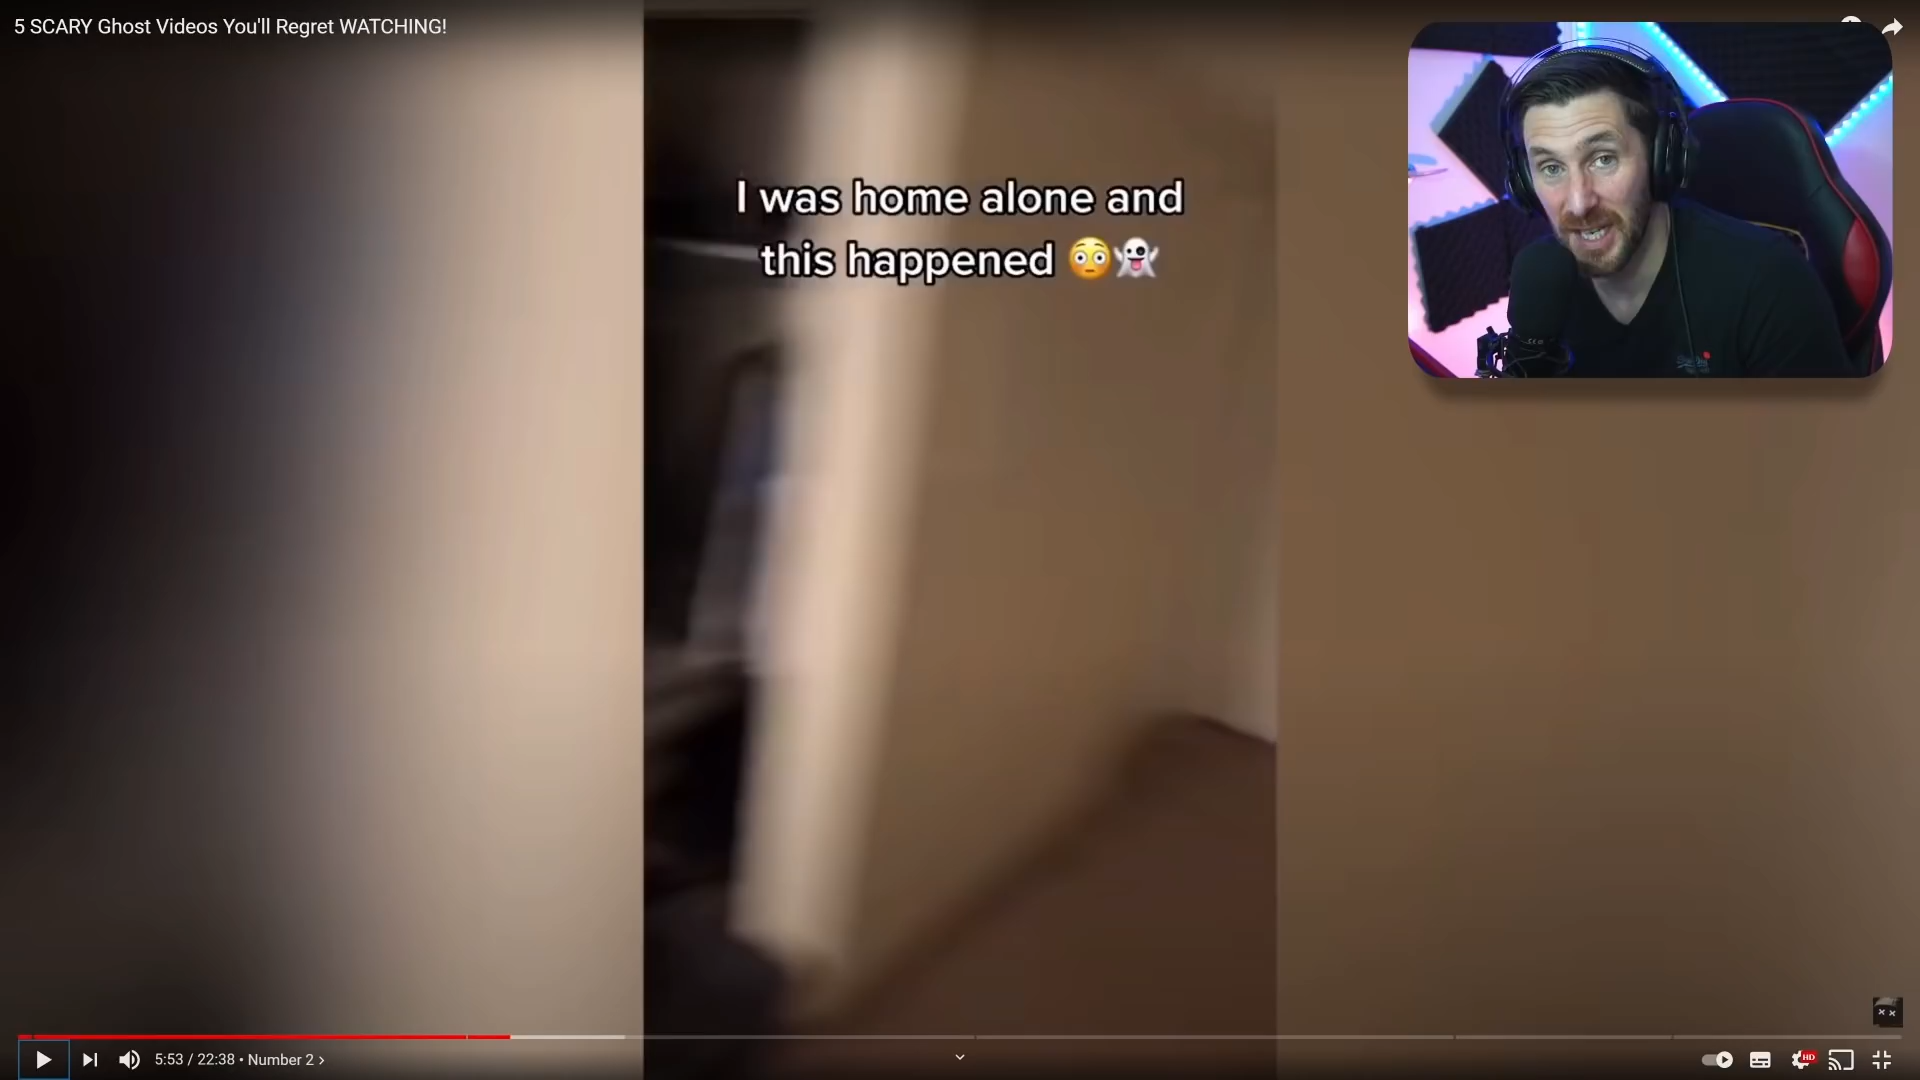 5 SCARY Ghost Videos You'll Regret WATCHING!
I was home alone and
this happened 😳👻
5:53 / 22:38 • Number 2 ›
HD